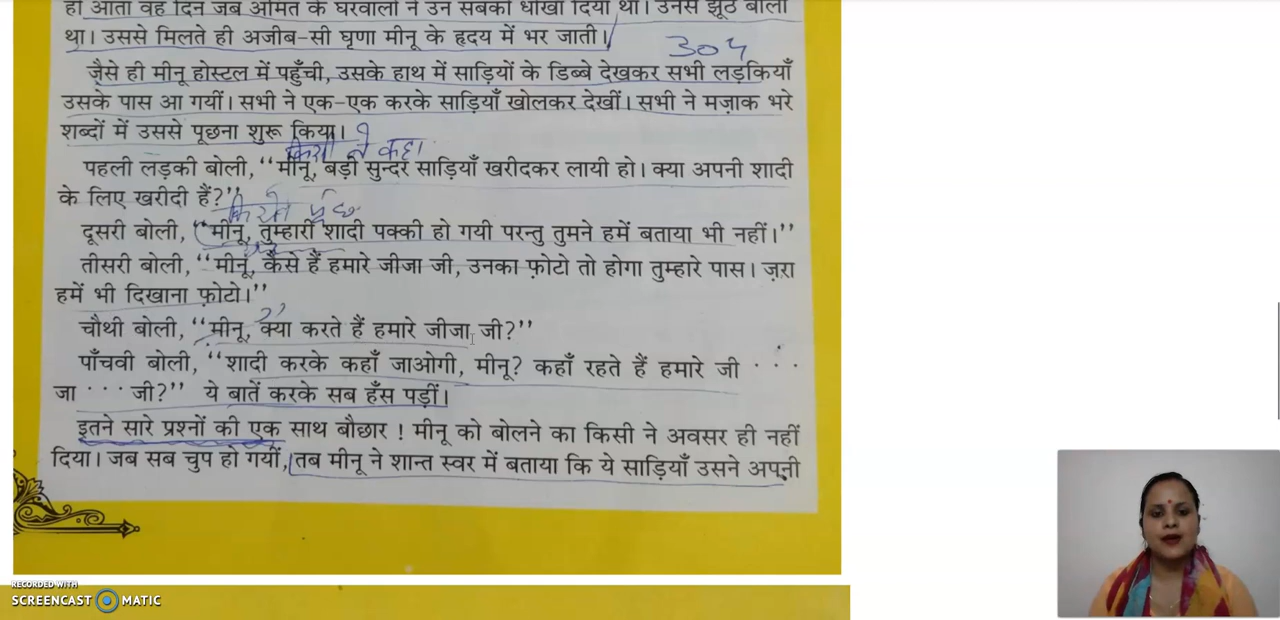 हो आता वह दिन जब अमित के घरवालों ने उन सबको धोखा दिया था। उनसे झूठ बोला
था। उससे मिलते ही अजीब-सी घृणा मीनू के हृदय में भर जाती।
304
जैसे ही मीनू होस्टल में पहुँची, उसके हाथ में साड़ियों के डिब्बे देखकर सभी लड़कियाँ
उसके पास आ गयीं। सभी ने एक-एक करके साड़ियाँ खोलकर देखीं। सभी ने मज़ाक भरे
शब्दों में उससे पूछना शुरू किया।
किसने कहा
पहली लड़की बोली, “मीनू, बड़ी सुन्दर साड़ियाँ खरीदकर लायी हो। क्या अपनी शादी
के लिए खरीदी हैं?”
दूसरी बोली, “मीनू, तुम्हारी शादी पक्की हो गयी परन्तु तुमने हमें बताया भी नहीं।”
तीसरी बोली, “मीनू, कैसे हैं हमारे जीजा जी, उनका फ़ोटो तो होगा तुम्हारे पास। ज़रा
हमें भी दिखाना फ़ोटो।”
चौथी बोली, “मीनू, क्या करते हैं हमारे जीजा जी?”
पाँचवी बोली, “शादी करके कहाँ जाओगी, मीनू? कहाँ रहते हैं हमारे जी · · ·
जा · · · जी?” ये बातें करके सब हँस पड़ीं।
इतने सारे प्रश्नों की एक साथ बौछार ! मीनू को बोलने का किसी ने अवसर ही नहीं
दिया। जब सब चुप हो गयीं, तब मीनू ने शान्त स्वर में बताया कि ये साड़ियाँ उसने अपनी
RECORDED WITH
SCREENCAST MATIC